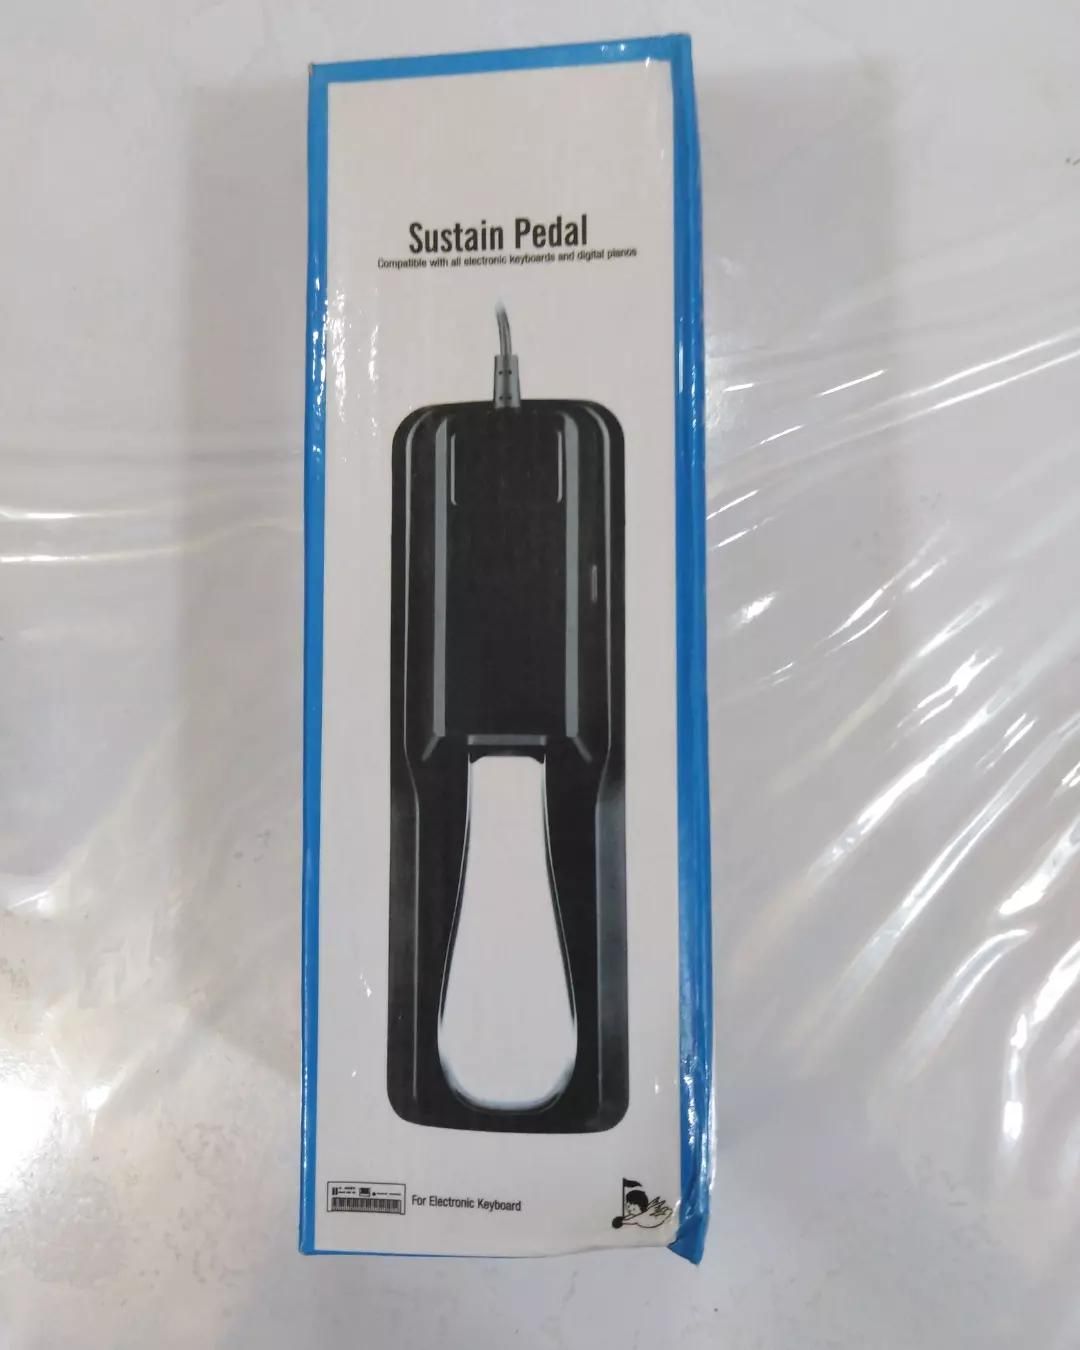 Sustain Pedal
Compatible with all electronic keyboards and digital pianos
For Electronic Keyboard